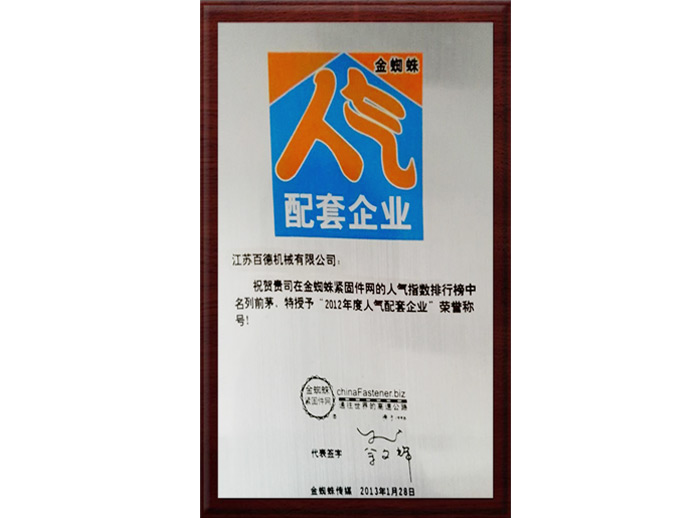 金蜘蛛
人气
配套企业
江苏百德机械有限公司：
祝贺贵司在金蜘蛛紧固件网的人气指数排行榜中
名列前茅、特授予“2012年度人气配套企业”荣誉称
号！
金蜘蛛
紧固件网
chinaFastener.biz
通往世界的高速公路
代表签字
金蜘蛛传媒 2013年1月28日